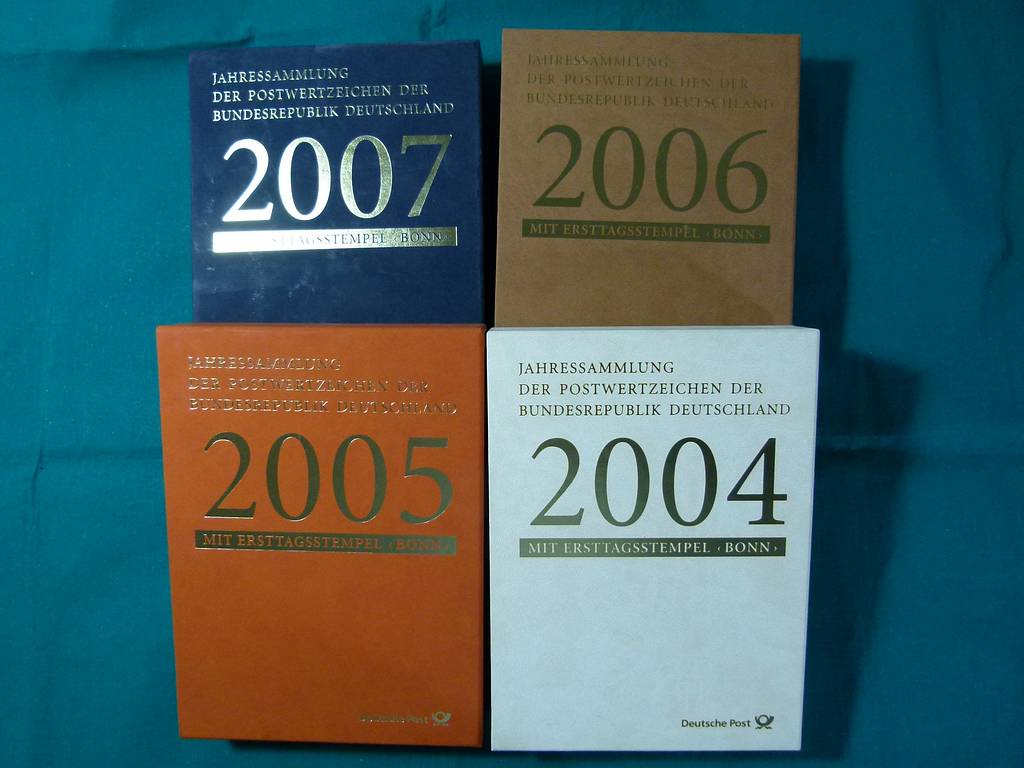 JAHRESSAMMLUNG
DER POSTWERTZEICHEN DER
BUNDESREPUBLIK DEUTSCHLAND
2007
ERSTTAGSSTEMPEL ‹BONN›
JAHRESSAMMLUNG
DER POSTWERTZEICHEN DER
BUNDESREPUBLIK DEUTSCHLAND
2006
MIT ERSTTAGSSTEMPEL ‹BONN›
JAHRESSAMMLUNG
DER POSTWERTZEICHEN DER
BUNDESREPUBLIK DEUTSCHLAND
2005
MIT ERSTTAGSSTEMPEL ‹BONN›
Deutsche Post
JAHRESSAMMLUNG
DER POSTWERTZEICHEN DER
BUNDESREPUBLIK DEUTSCHLAND
2004
MIT ERSTTAGSSTEMPEL ‹BONN›
Deutsche Post